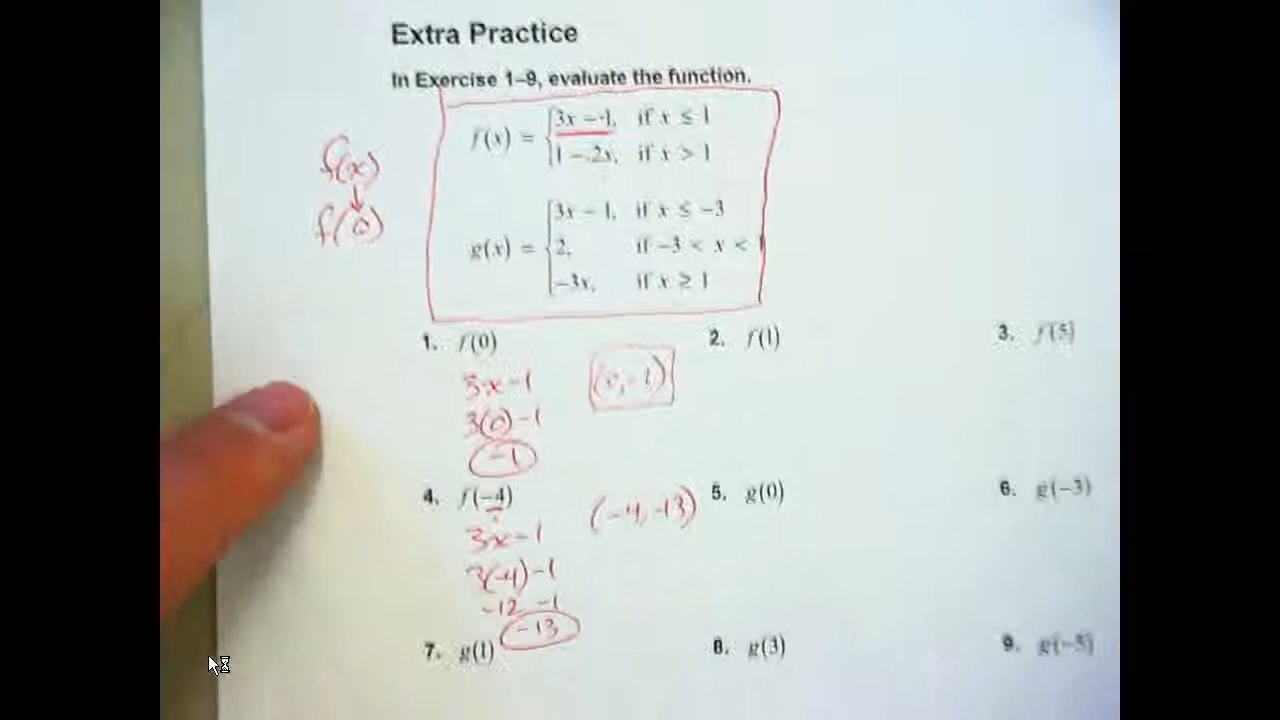 Extra Practice
In Exercise 1–9, evaluate the function.
f(x) = { 3x – 1, if x ≤ 1
1 – 2x, if x > 1
f(x)
↓
f(0)
g(x) = { 3x – 1, if x ≤ –3
2, if –3 < x < 1
–3x, if x ≥ 1
1. f(0)
3x-1
3(0)-1
-1
(0,-1)
2. f(1)
3. f(5)
4. f(–4)
3x-1
3(-4)-1
-12 -1
-13
(-4,-13)
5. g(0)
6. g(–3)
7. g(1)
8. g(3)
9. g(–5)